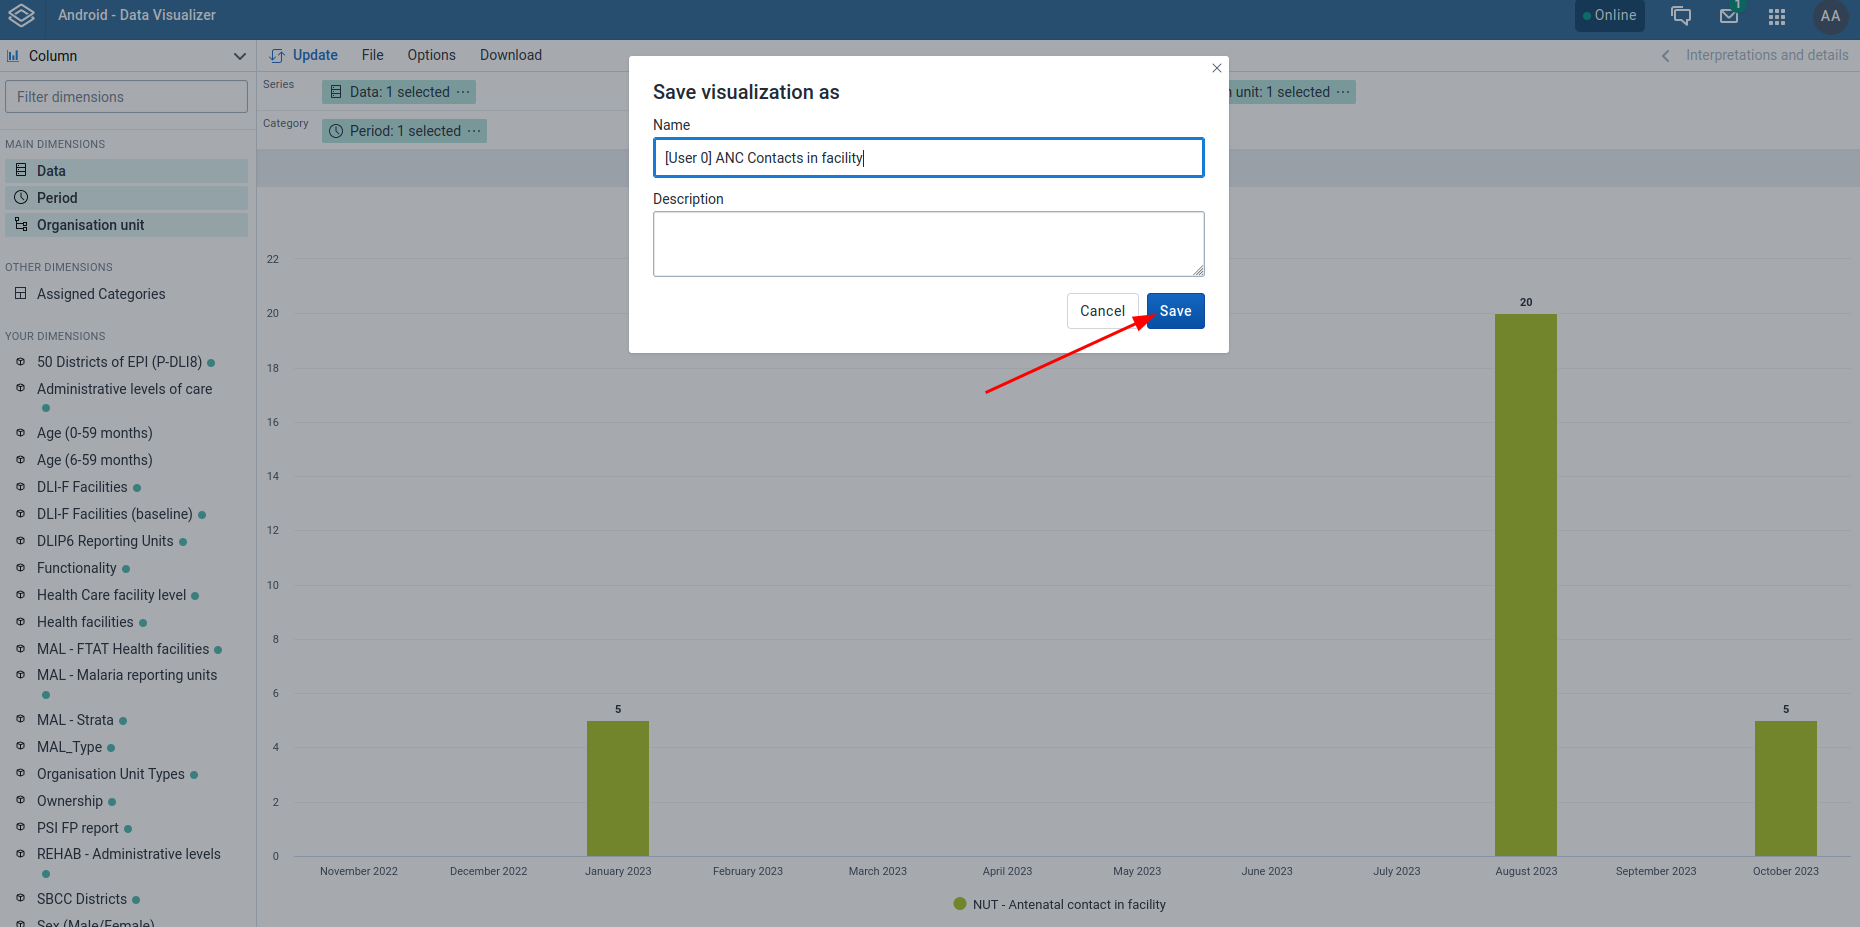 Android - Data Visualizer
Online
1
AA
Column
Update File Options Download
Interpretations and details
Filter dimensions
MAIN DIMENSIONS
Data
Period
Organisation unit
OTHER DIMENSIONS
Assigned Categories
YOUR DIMENSIONS
50 Districts of EPI (P-DLI8)
Administrative levels of care
Age (0-59 months)
Age (6-59 months)
DLI-F Facilities
DLI-F Facilities (baseline)
DLIP6 Reporting Units
Functionality
Health Care facility level
Health facilities
MAL - FTAT Health facilities
MAL - Malaria reporting units
MAL - Strata
MAL_Type
Organisation Unit Types
Ownership
PSI FP report
REHAB - Administrative levels
SBCC Districts
Sex (Male/Female)
Series
Data: 1 selected ···
n unit: 1 selected ···
Category
Period: 1 selected ···
Save visualization as
Name
[User 0] ANC Contacts in facility
Description
Cancel
Save
22
20
18
16
14
12
10
8
6
4
2
0
5
20
5
November 2022
December 2022
January 2023
February 2023
March 2023
April 2023
May 2023
June 2023
July 2023
August 2023
September 2023
October 2023
NUT - Antenatal contact in facility